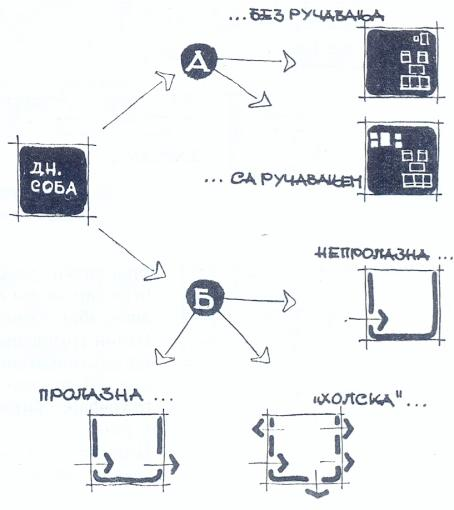 ...БЕЗ РУЧАВАЊА
А
ДН.
СОБА
...СА РУЧАВАЊЕМ
НЕПРОЛАЗНА...
Б
ПРОЛАЗНА...
„ХОЛСКА"...